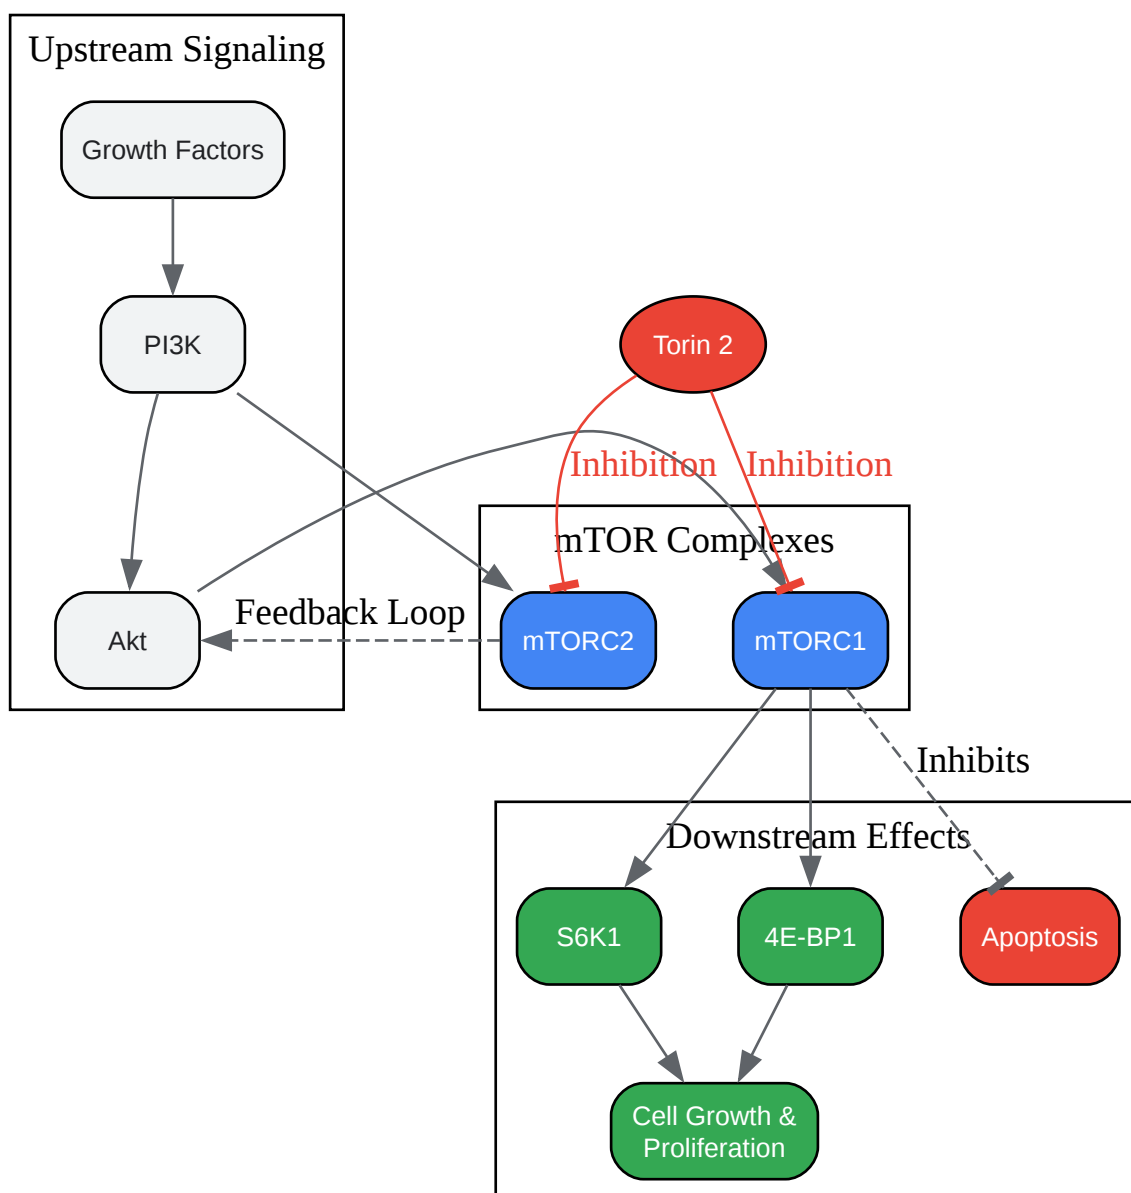 Upstream Signaling
Growth Factors
PI3K
Torin 2
Inhibition
Inhibition
mTOR Complexes
Feedback Loop
Akt
mTORC2
mTORC1
Inhibits
Downstream Effects
S6K1
4E-BP1
Apoptosis
Cell Growth &
Proliferation